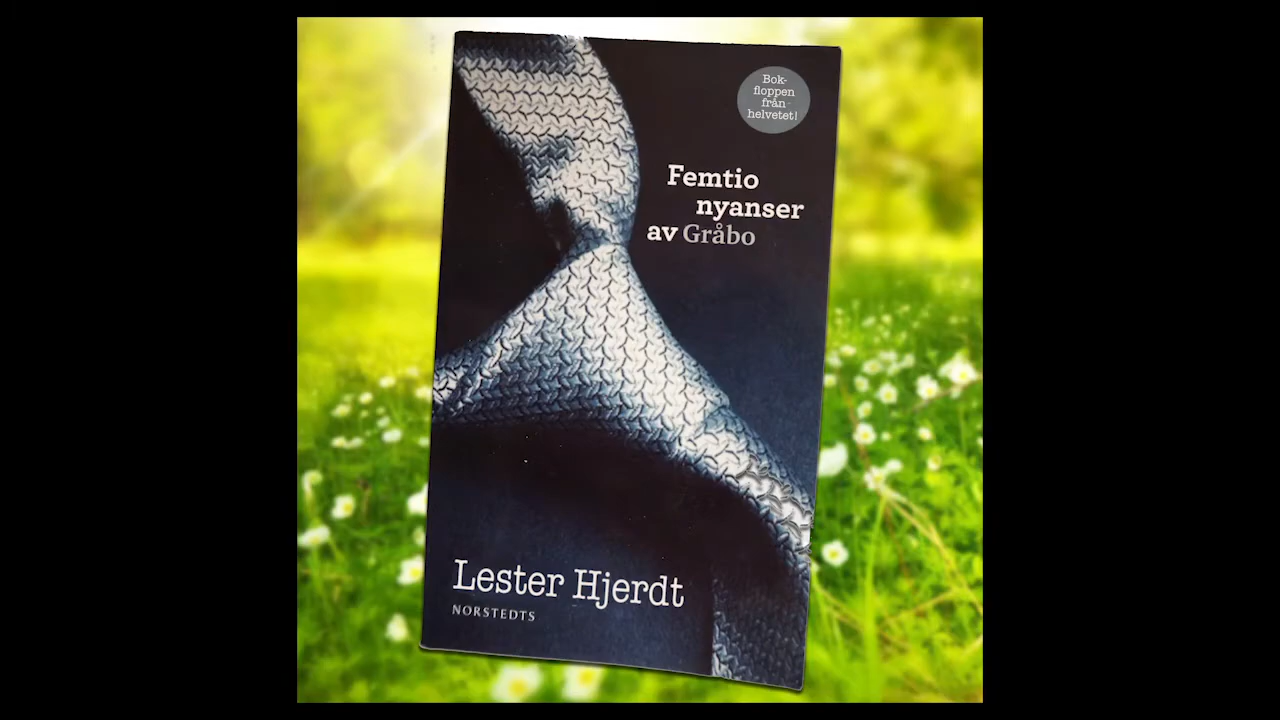 Bok-
floppen
från
helvetet!
Femtio
nyanser
av Gråbo
Lester Hjerdt
NORSTEDTS